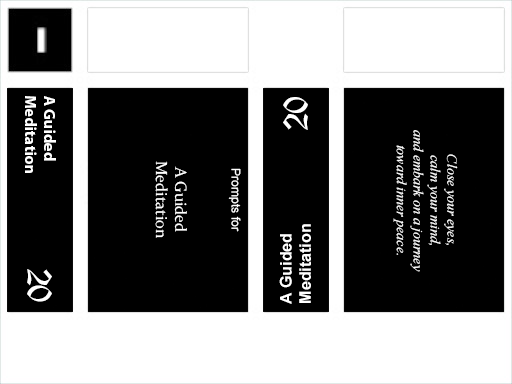 A Guided
Meditation
20
Prompts for
A Guided
Meditation
20
A Guided
Meditation
Close your eyes,
calm your mind,
and embark on a journey
toward inner peace.